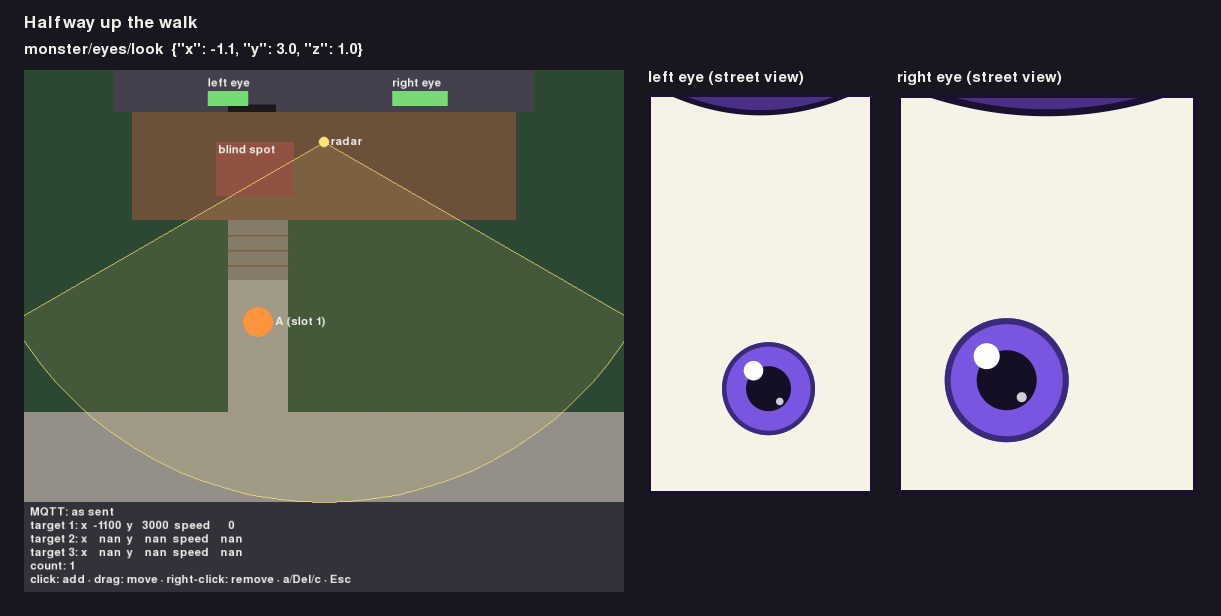 Halfway up the walk
monster/eyes/look {"x": -1.1, "y": 3.0, "z": 1.0}
left eye
right eye
left eye (street view)
right eye (street view)
radar
blind spot
A (slot 1)
MQTT: as sent
target 1: x -1100 y 3000 speed 0
target 2: x nan y nan speed nan
target 3: x nan y nan speed nan
count: 1
click: add · drag: move · right-click: remove · a/Del/c · Esc